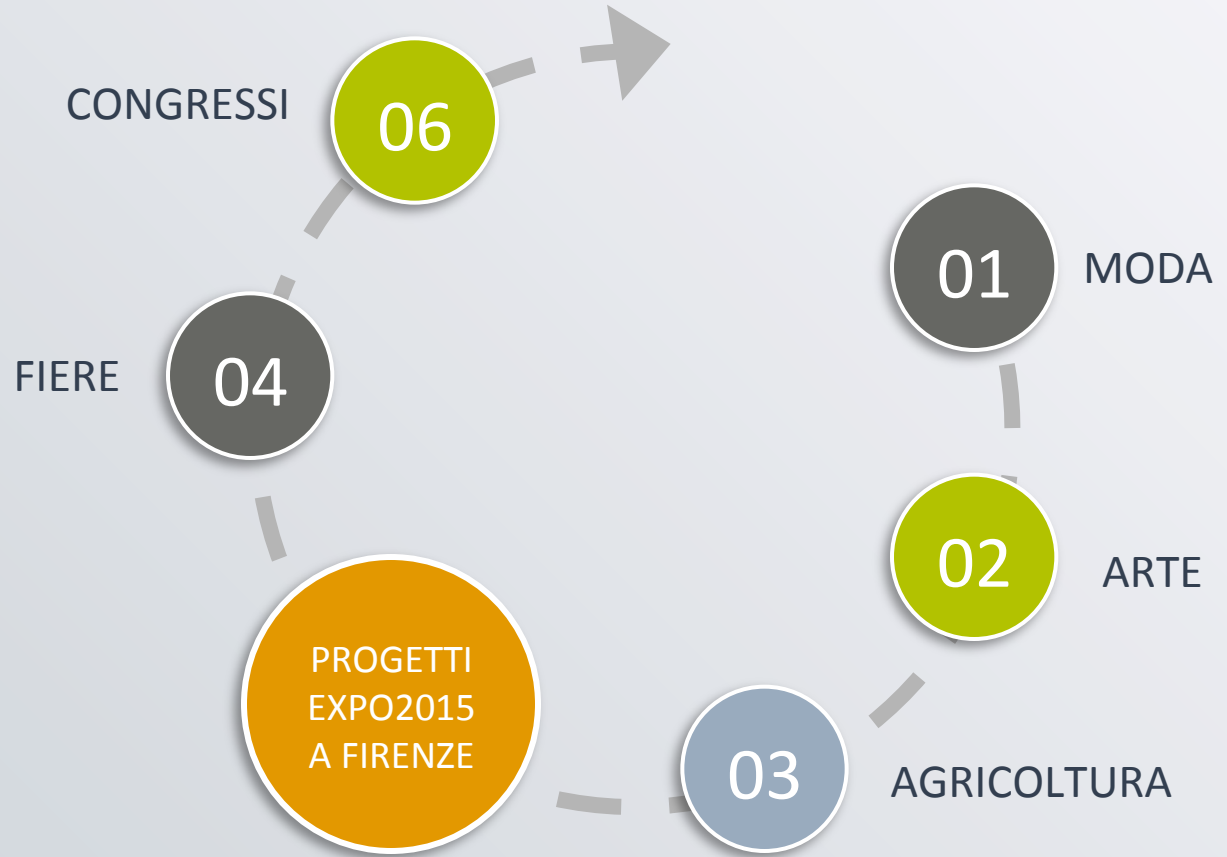 CONGRESSI
06
01
MODA
FIERE
04
02
ARTE
PROGETTI
EXPO2015
A FIRENZE
03
AGRICOLTURA